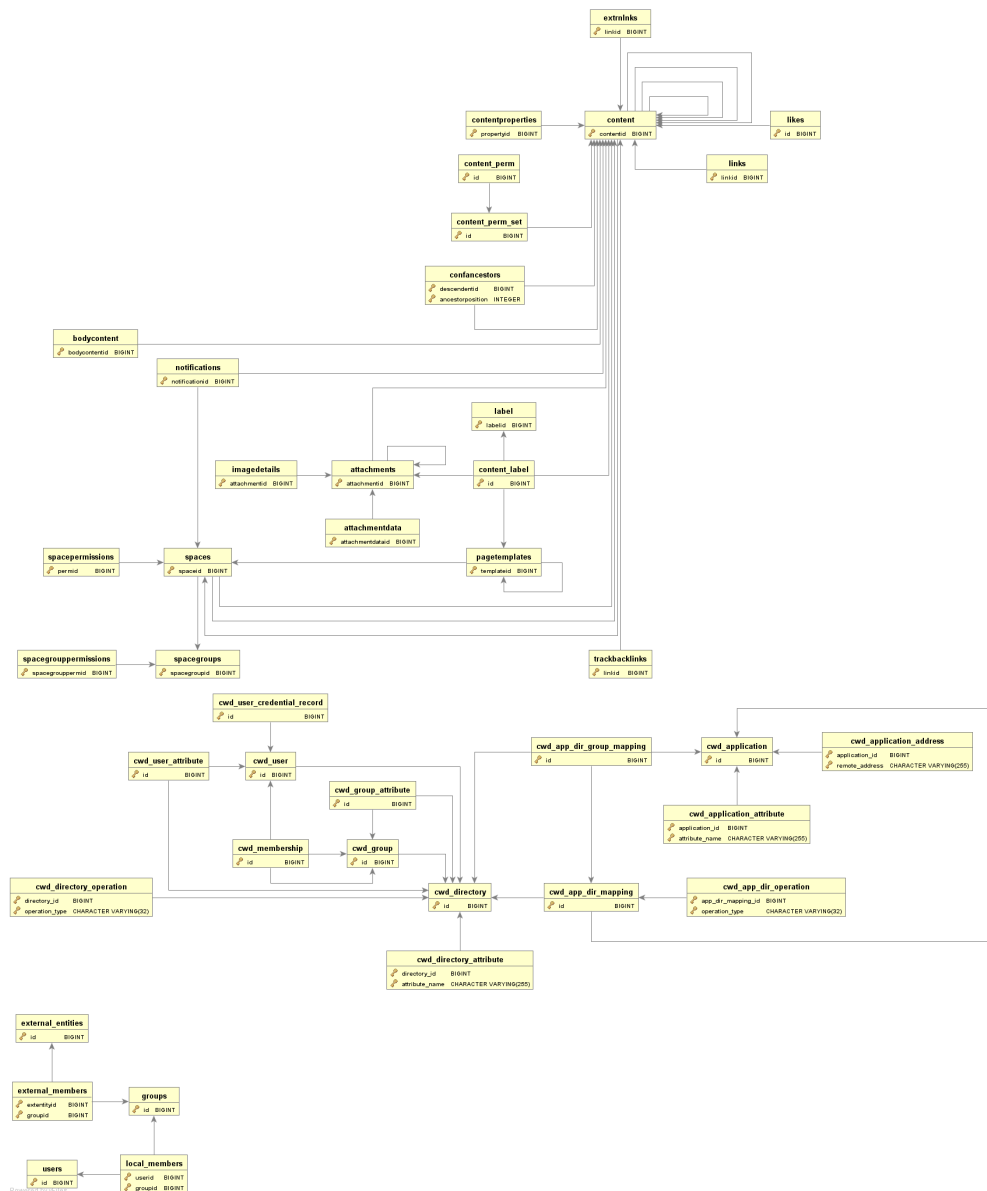 extrnlnks
linkid BIGINT
contentproperties
propertyid BIGINT
content
contentid BIGINT
likes
id BIGINT
content_perm
id BIGINT
links
linkid BIGINT
content_perm_set
id BIGINT
confancestors
descendentid BIGINT
ancestorposition INTEGER
bodycontent
bodycontentid BIGINT
notifications
notificationid BIGINT
label
labelid BIGINT
imagedetails
attachmentid BIGINT
attachments
attachmentid BIGINT
content_label
id BIGINT
attachmentdata
attachmentdataid BIGINT
spacepermissions
permid BIGINT
spaces
spaceid BIGINT
pagetemplates
templateid BIGINT
spacegrouppermissions
spacegrouppermid BIGINT
spacegroups
spacegroupid BIGINT
trackbacklinks
linkid BIGINT
cwd_user_credential_record
id BIGINT
cwd_user_attribute
id BIGINT
cwd_user
id BIGINT
cwd_app_dir_group_mapping
id BIGINT
cwd_application
id BIGINT
cwd_application_address
application_id BIGINT
remote_address CHARACTER VARYING(255)
cwd_group_attribute
id BIGINT
cwd_application_attribute
application_id BIGINT
attribute_name CHARACTER VARYING(255)
cwd_membership
id BIGINT
cwd_group
id BIGINT
cwd_directory_operation
directory_id BIGINT
operation_type CHARACTER VARYING(32)
cwd_directory
id BIGINT
cwd_app_dir_mapping
id BIGINT
cwd_app_dir_operation
app_dir_mapping_id BIGINT
operation_type CHARACTER VARYING(32)
cwd_directory_attribute
directory_id BIGINT
attribute_name CHARACTER VARYING(255)
external_entities
id BIGINT
external_members
extentityid BIGINT
groupid BIGINT
groups
id BIGINT
users
id BIGINT
local_members
userid BIGINT
groupid BIGINT